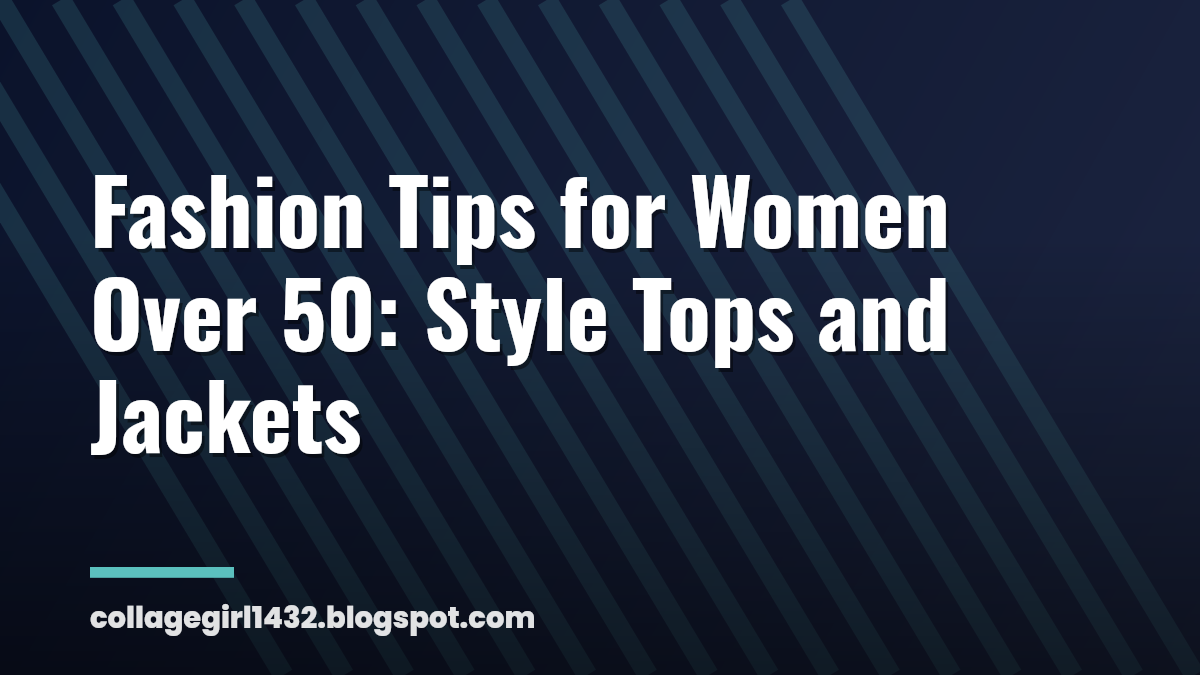 Fashion Tips for Women
Over 50: Style Tops and
Jackets
collagegirl1432.blogspot.com